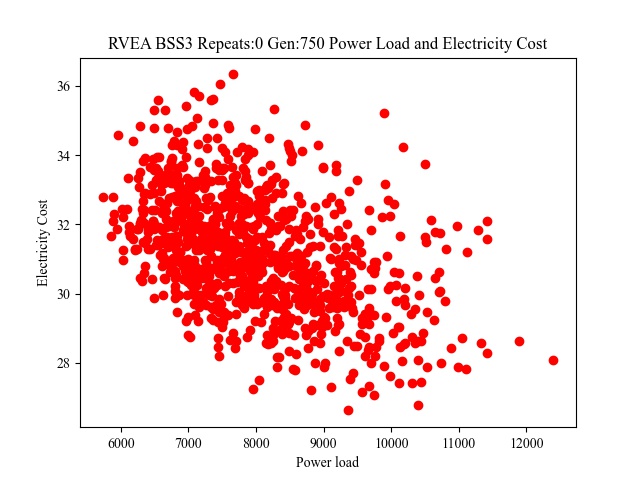 RVEA BSS3 Repeats:0 Gen:750 Power Load and Electricity Cost
36
34
32
30
28
Electricity Cost
6000 7000 8000 9000 10000 11000 12000
Power load